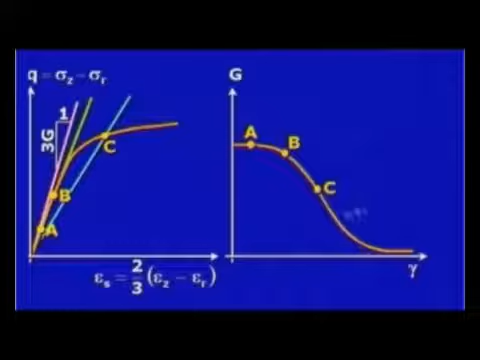 q = σz – σr
1
3G
C
B
A
εs = 2/3 (εz – εr)
G
A
B
C
γ